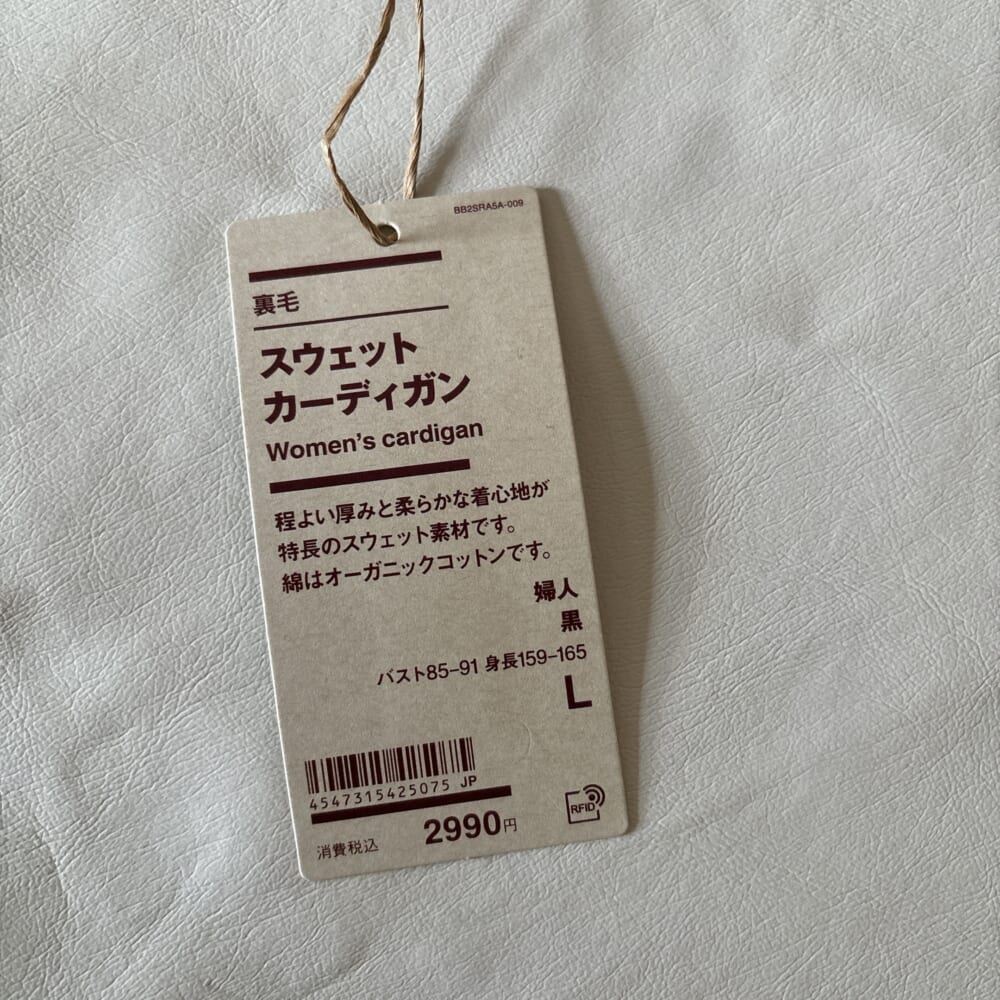 BB2SRA5A-009
裏毛
スウェット
カーディガン
Women's cardigan
程よい厚みと柔らかな着心地が
特長のスウェット素材です。
綿はオーガニックコットンです。
婦人
黒
バスト85–91 身長159–165
L
4547315425075 JP
消費税込 2990円
RFID